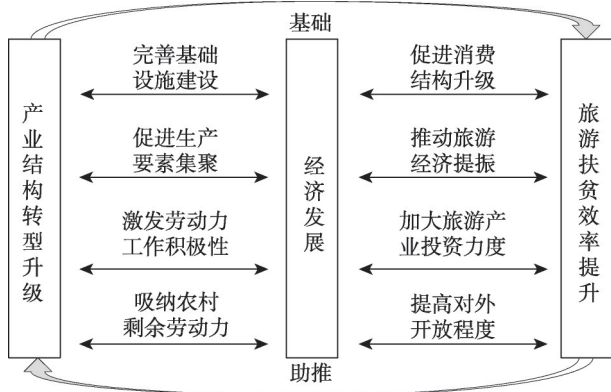 基础
产业结构转型升级
完善基础
设施建设
促进生产
要素集聚
激发劳动力
工作积极性
吸纳农村
剩余劳动力
经济发展
促进消费
结构升级
推动旅游
经济提振
加大旅游产
业投资力度
提高对外
开放程度
旅游扶贫效率提升
助推